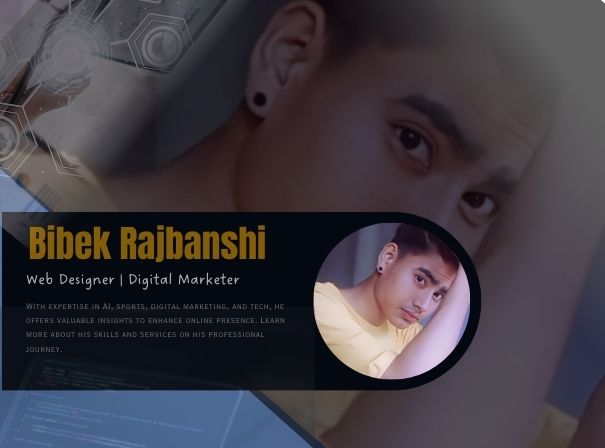 Bibek Rajbanshi
Web Designer | Digital Marketer
With expertise in AI, sports, digital marketing, and tech, he
offers valuable insights to enhance online presence. Learn
more about his skills and services on his professional
journey.